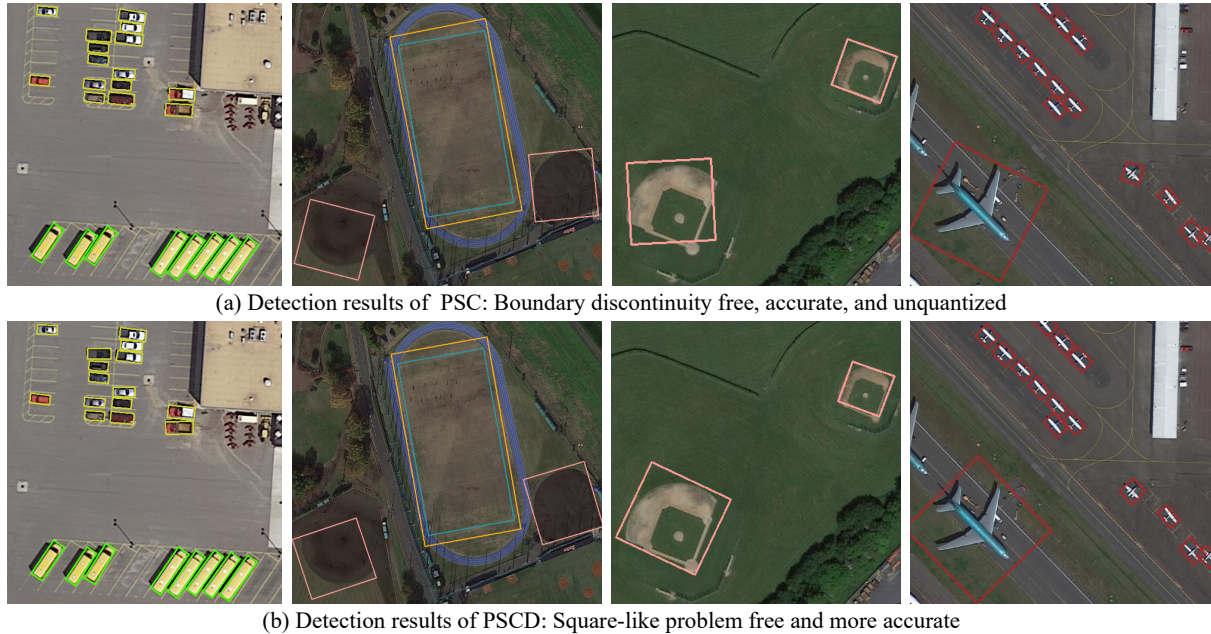 (a) Detection results of PSC: Boundary discontinuity free, accurate, and unquantized
(b) Detection results of PSCD: Square-like problem free and more accurate